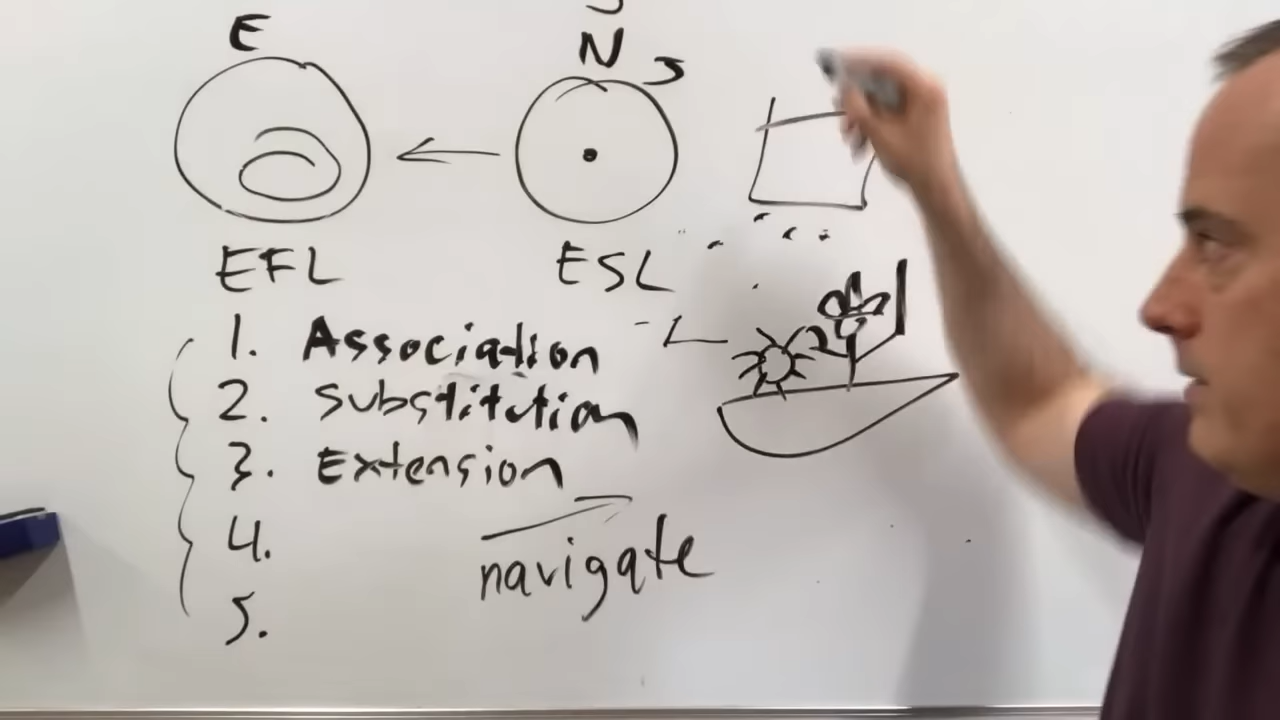 E
N S
EFL
ESL
1. Association
2. Substitution
3. Extension
4.
navigate
5.